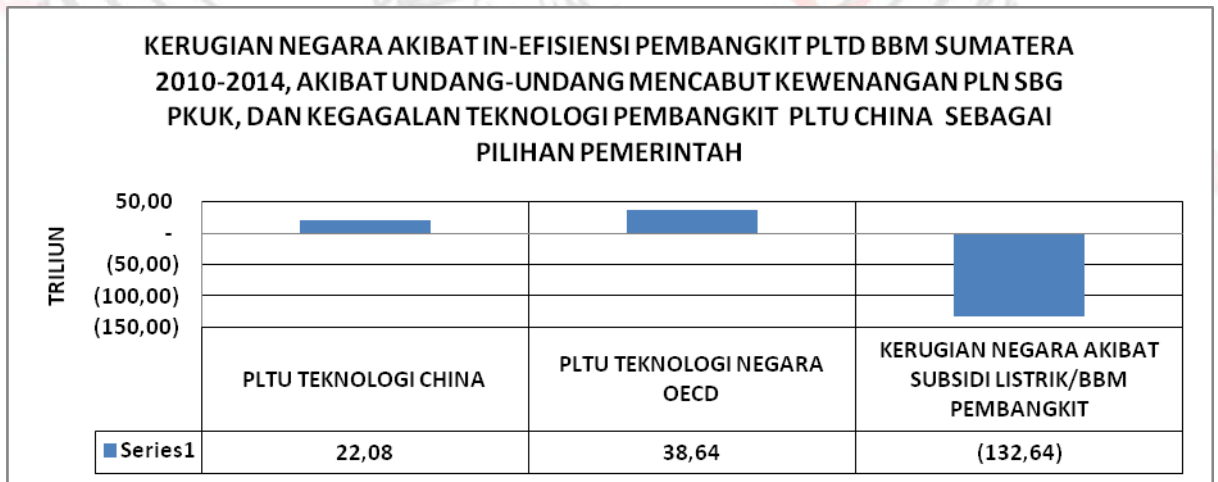 KERUGIAN NEGARA AKIBAT IN-EFISIENSI PEMBANGKIT PLTD BBM SUMATERA
2010-2014, AKIBAT UNDANG-UNDANG MENCABUT KEWENANGAN PLN SBG
PKUK, DAN KEGAGALAN TEKNOLOGI PEMBANGKIT PLTU CHINA SEBAGAI
PILIHAN PEMERINTAH
TRILIUN
50,00
-
(50,00)
(100,00)
(150,00)
PLTU TEKNOLOGI CHINA
PLTU TEKNOLOGI NEGARA
OECD
KERUGIAN NEGARA AKIBAT
SUBSIDI LISTRIK/BBM
PEMBANGKIT
Series1 22,08 38,64 (132,64)